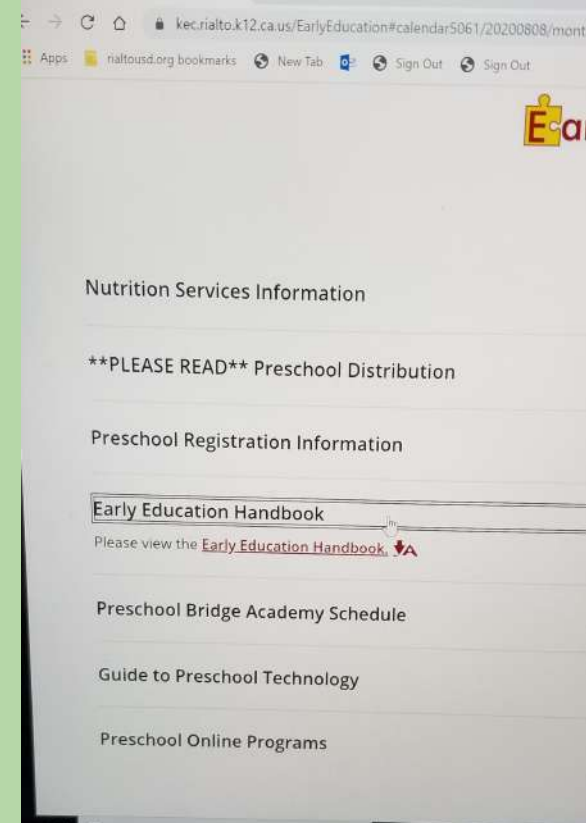 kec.rialto.k12.ca.us/EarlyEducation#calendar5061/20200808/mont
Apps rialtousd.org bookmarks New Tab Sign Out Sign Out
Ear
Nutrition Services Information
**PLEASE READ** Preschool Distribution
Preschool Registration Information
Early Education Handbook
Please view the Early Education Handbook.
Preschool Bridge Academy Schedule
Guide to Preschool Technology
Preschool Online Programs